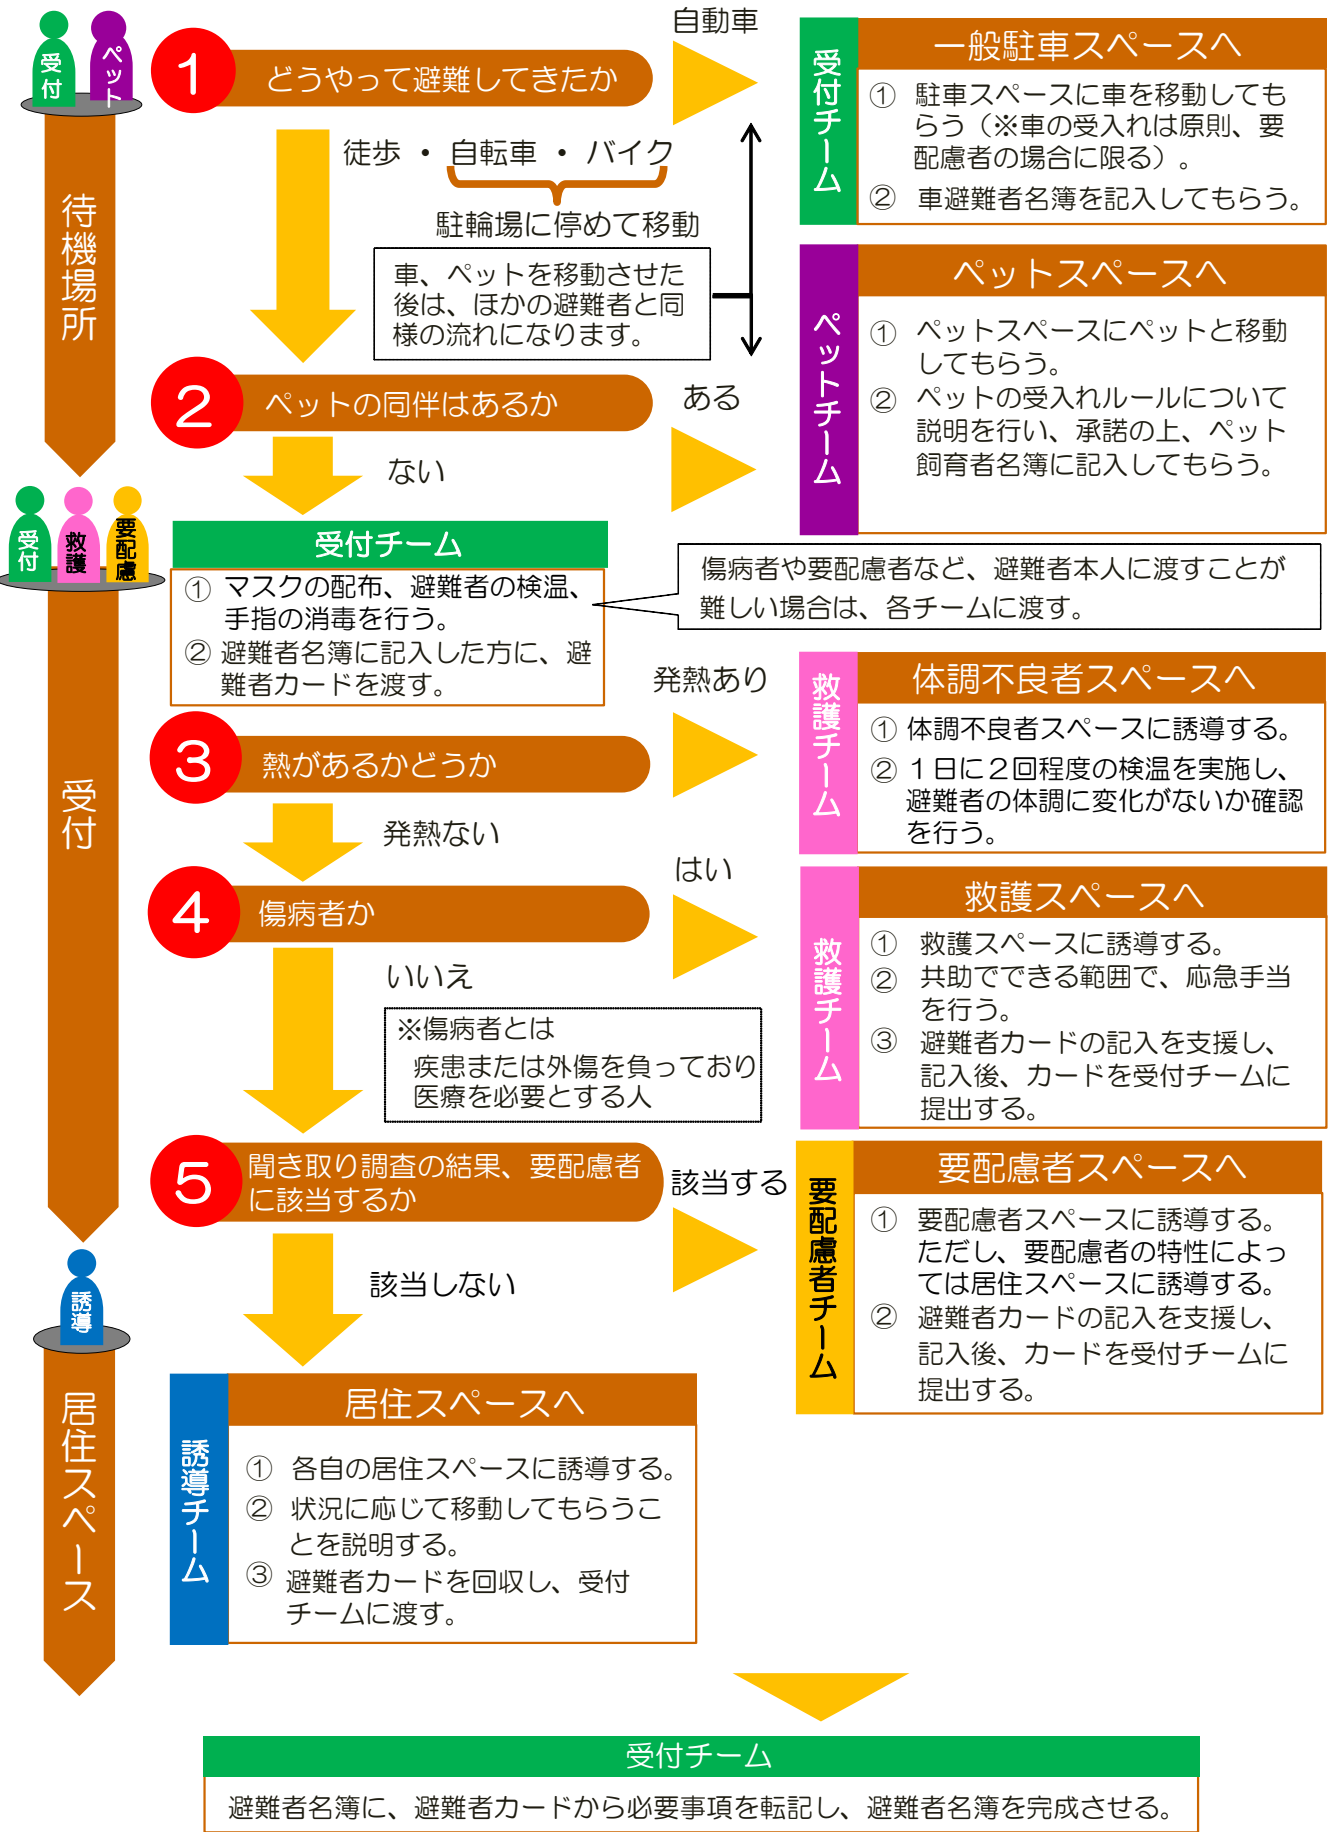 受付
ペット
待機場所
1
どうやって避難してきたか
自動車
徒歩 ・ 自転車 ・ バイク
駐輪場に停めて移動
車、ペットを移動させた
後は、ほかの避難者と同
様の流れになります。
受付チーム
一般駐車スペースへ
① 駐車スペースに車を移動しても
らう（※車の受入れは原則、要
配慮者の場合に限る）。
② 車避難者名簿を記入してもらう。
2
ペットの同伴はあるか
ある
ない
ペットチーム
ペットスペースへ
① ペットスペースにペットと移動
してもらう。
② ペットの受入れルールについて
説明を行い、承諾の上、ペット
飼育者名簿に記入してもらう。
受付
救護
要配慮
受付
受付チーム
① マスクの配布、避難者の検温、
手指の消毒を行う。
② 避難者名簿に記入した方に、避
難者カードを渡す。
傷病者や要配慮者など、避難者本人に渡すことが
難しい場合は、各チームに渡す。
3
熱があるかどうか
発熱あり
発熱ない
救護チーム
体調不良者スペースへ
① 体調不良者スペースに誘導する。
② １日に２回程度の検温を実施し、
避難者の体調に変化がないか確認
を行う。
4
傷病者か
はい
いいえ
※傷病者とは
疾患または外傷を負っており
医療を必要とする人
救護チーム
救護スペースへ
① 救護スペースに誘導する。
② 共助でできる範囲で、応急手当
を行う。
③ 避難者カードの記入を支援し、
記入後、カードを受付チームに
提出する。
5
聞き取り調査の結果、要配慮者
に該当するか
該当する
該当しない
要配慮者チーム
要配慮者スペースへ
① 要配慮者スペースに誘導する。
ただし、要配慮者の特性によっ
ては居住スペースに誘導する。
② 避難者カードの記入を支援し、
記入後、カードを受付チームに
提出する。
誘導
居住スペース
誘導チーム
居住スペースへ
① 各自の居住スペースに誘導する。
② 状況に応じて移動してもらうこ
とを説明する。
③ 避難者カードを回収し、受付
チームに渡す。
受付チーム
避難者名簿に、避難者カードから必要事項を転記し、避難者名簿を完成させる。